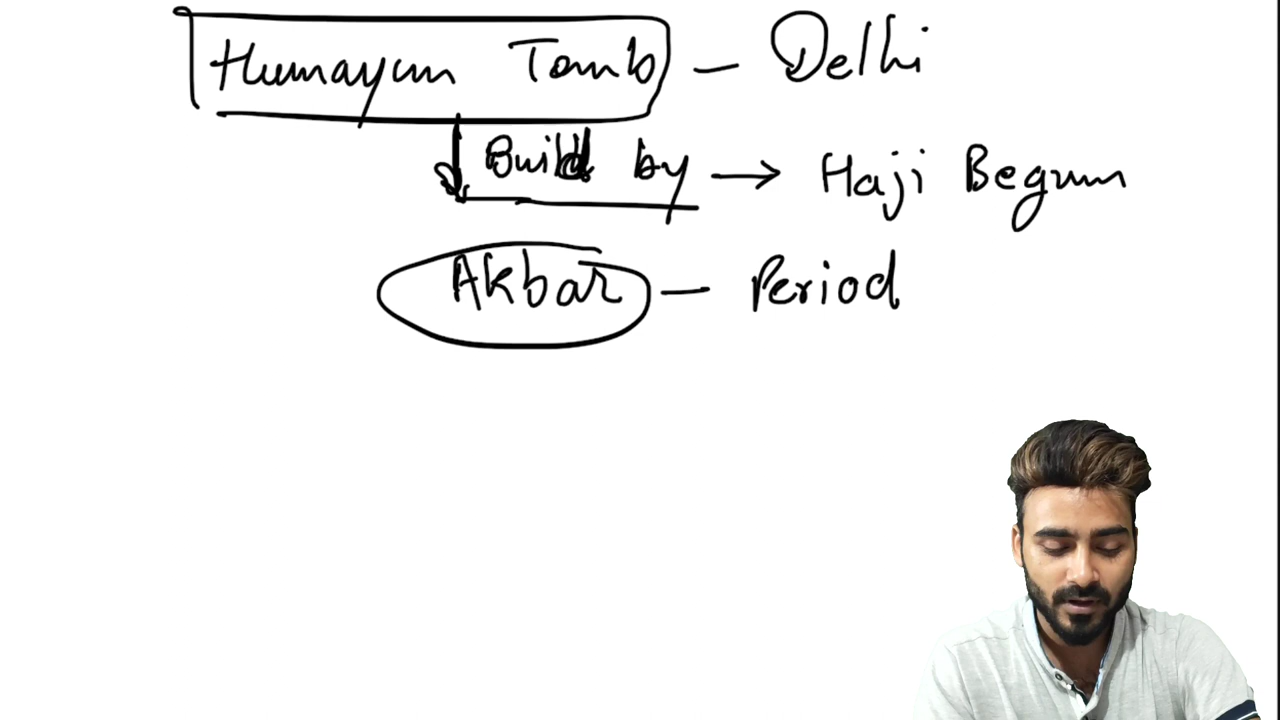 Humayun Tomb - Delhi
Build by → Haji Begum
Akbar - Period